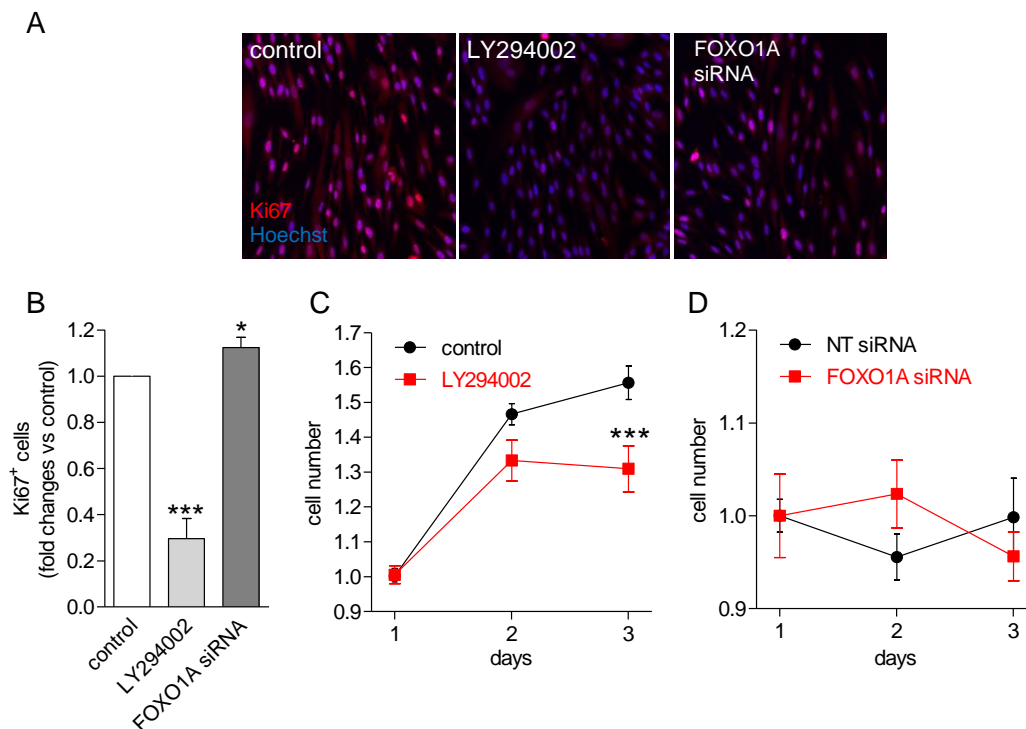 A
control
LY294002
FOXO1A
siRNA
Ki67
Hoechst
B
Ki67⁺ cells
(fold changes vs control)
1.2
1.0
0.8
0.6
0.4
0.2
0.0
***
*
control
LY294002
FOXO1A siRNA
C
cell number
1.7
1.6
1.5
1.4
1.3
1.2
1.1
1.0
0.9
control
LY294002
***
1 2 3
days
D
cell number
1.2
1.1
1.0
0.9
NT siRNA
FOXO1A siRNA
1 2 3
days